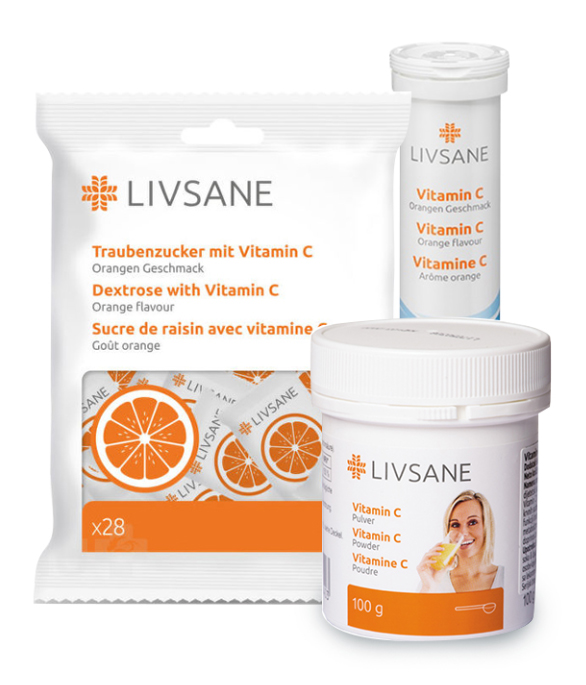 LIVSANE
Traubenzucker mit Vitamin C
Orangen Geschmack
Dextrose with Vitamin C
Orange flavour
Sucre de raisin avec vitamine
Goût orange
SANE
LIVSANE
LIVSANE
x28
LIVSANE
Vitamin C
Orangen Geschmack
Vitamin C
Orange flavour
Vitamine C
Arôme orange
LIVSANE
Vitamin C
Pulver
Vitamin C
Powder
Vitamine C
Poudre
100 g